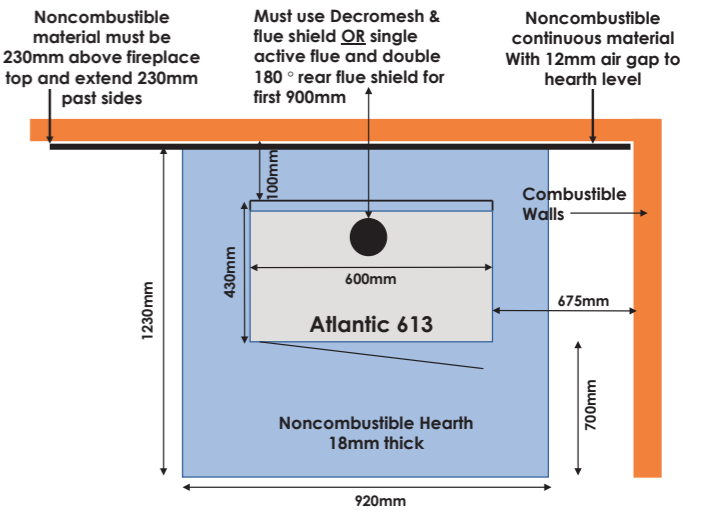 Noncombustible
material must be
230mm above fireplace
top and extend 230mm
past sides
Must use Decromesh &
flue shield OR single
active flue and double
180 ° rear flue shield for
first 900mm
Noncombustible
continuous material
With 12mm air gap to
hearth level
100mm
Combustible
Walls
430mm
600mm
675mm
1230mm
Atlantic 613
700mm
Noncombustible Hearth
18mm thick
920mm